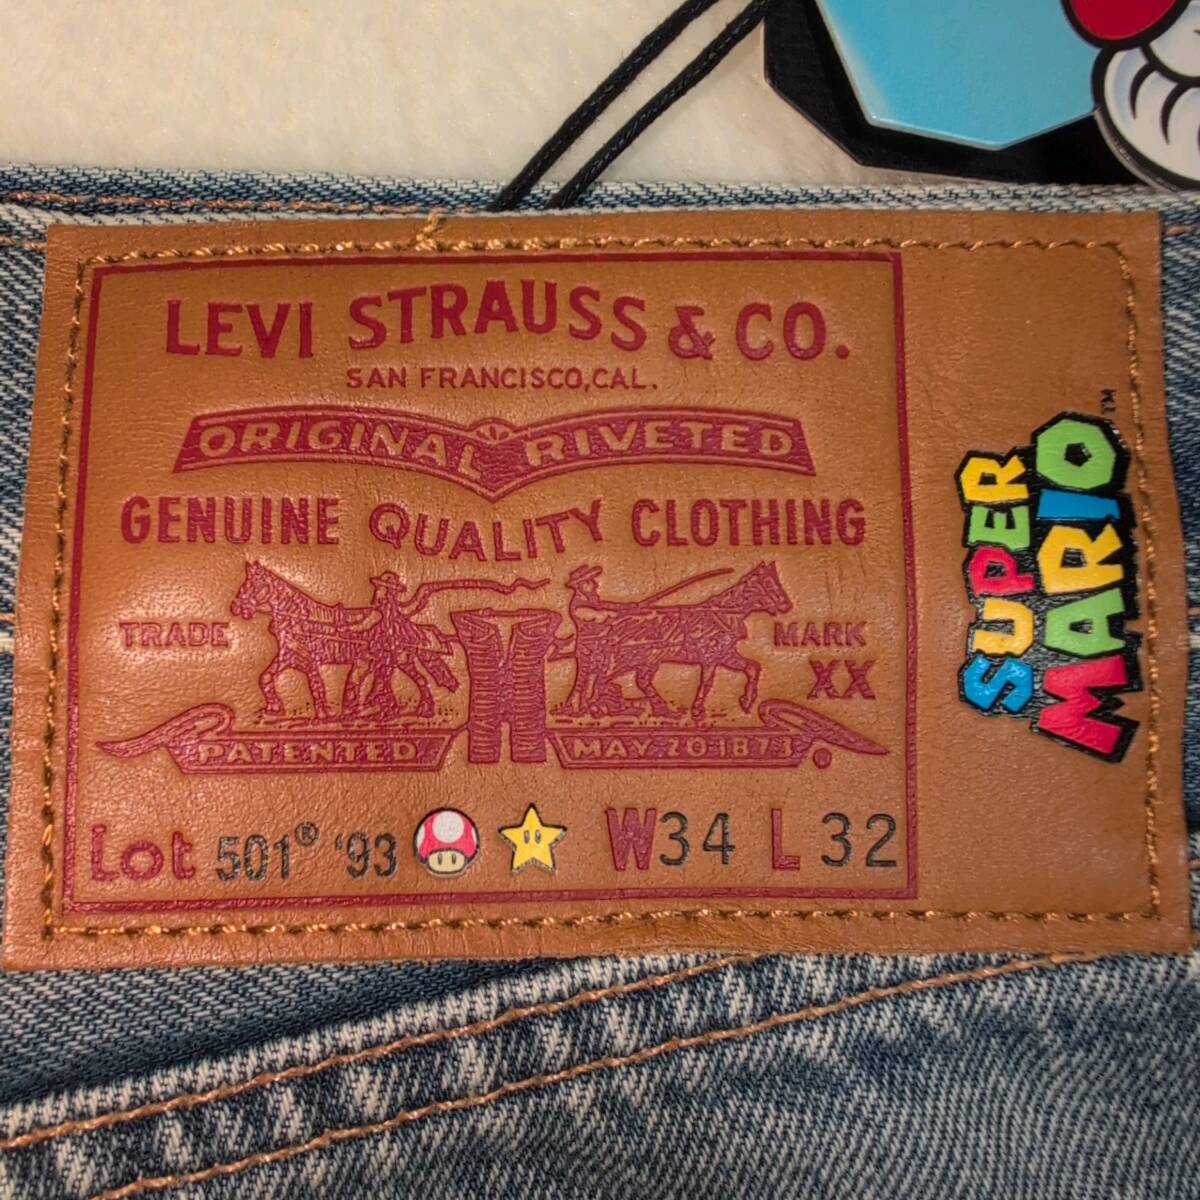 LEVI STRAUSS & CO.
SAN FRANCISCO,CAL.
ORIGINAL RIVETED
GENUINE QUALITY CLOTHING
TRADE MARK
XX
PATENTED MAY 20 1873 ®
Lot 501® '93 W34 L 32
SUPER
MARIO™